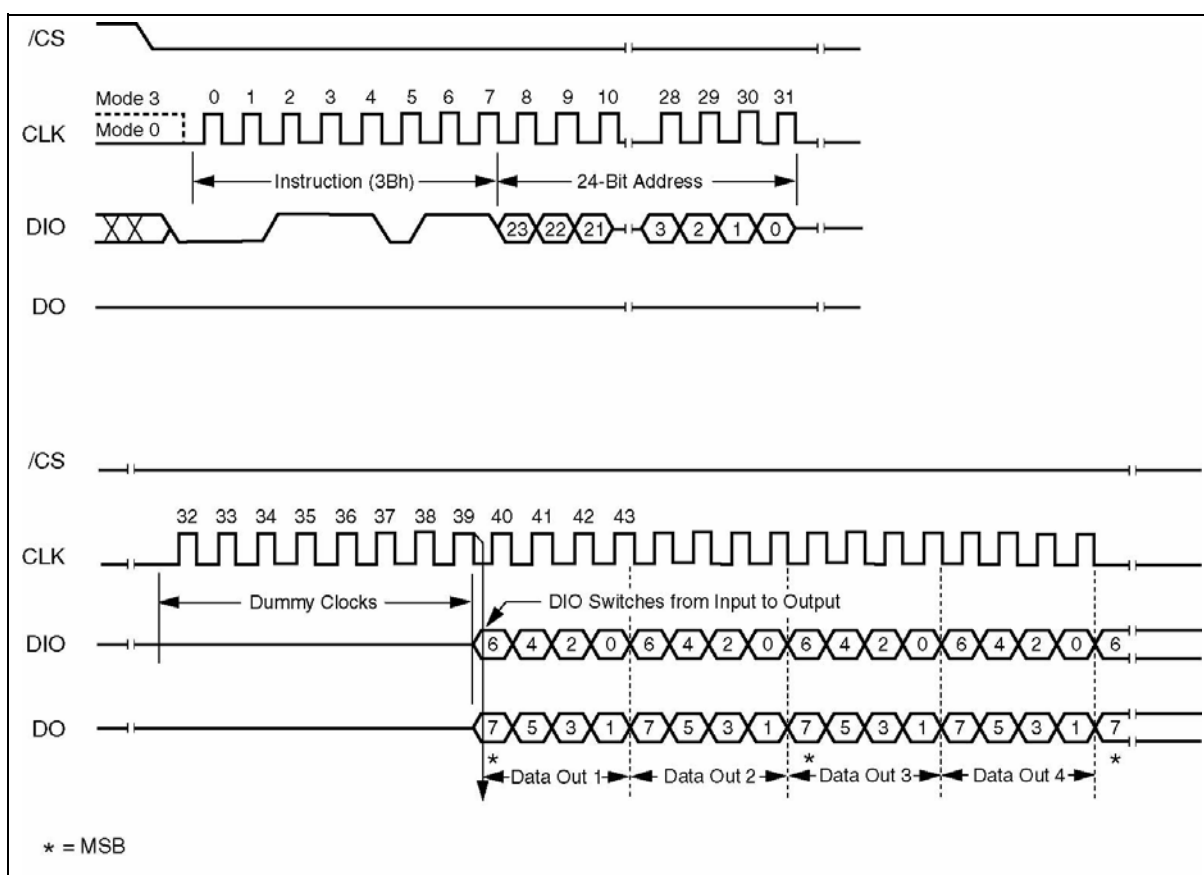 /CS
Mode 3 0 1 2 3 4 5 6 7 8 9 10 28 29 30 31
CLK Mode 0
Instruction (3Bh) 24-Bit Address
DIO 23 22 21 3 2 1 0
DO
/CS
32 33 34 35 36 37 38 39 40 41 42 43
CLK
Dummy Clocks DIO Switches from Input to Output
DIO 6 4 2 0 6 4 2 0 6 4 2 0 6 4 2 0 6
DO 7 5 3 1 7 5 3 1 7 5 3 1 7 5 3 1 7
* * *
Data Out 1 Data Out 2 Data Out 3 Data Out 4
* = MSB